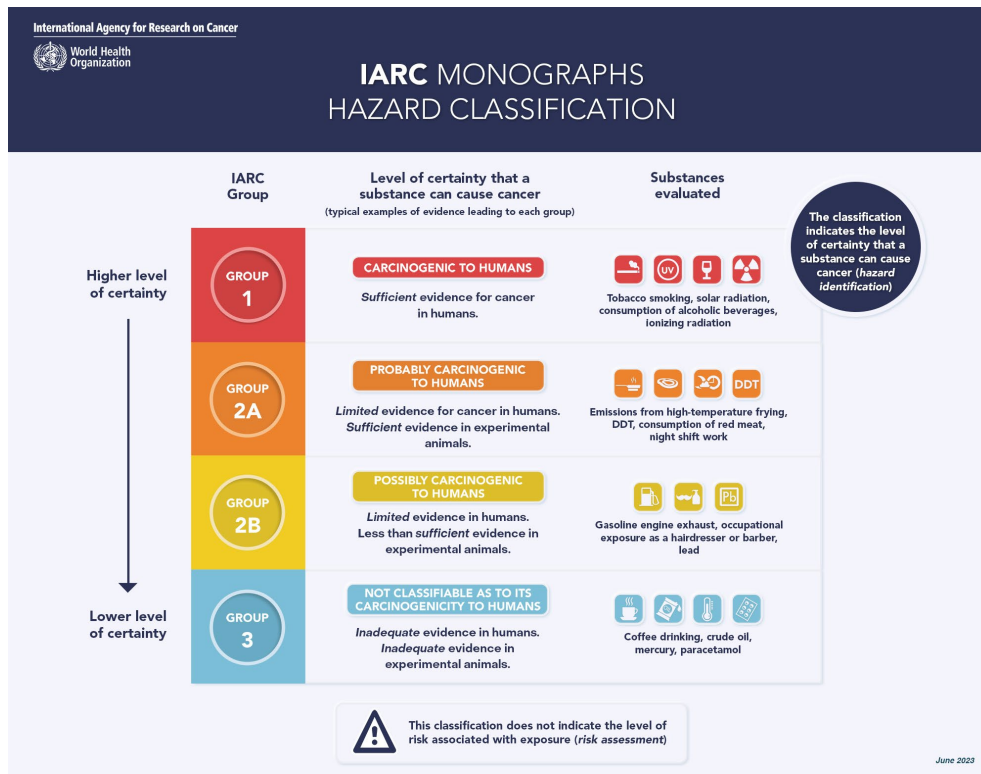 International Agency for Research on Cancer
World Health
Organization
IARC MONOGRAPHS
HAZARD CLASSIFICATION
IARC
Group
Level of certainty that a
substance can cause cancer
(typical examples of evidence leading to each group)
Substances
evaluated
The classification
indicates the level
of certainty that a
substance can cause
cancer (hazard
identification)
Higher level
of certainty
GROUP
1
CARCINOGENIC TO HUMANS
Sufficient evidence for cancer
in humans.
UV
Tobacco smoking, solar radiation,
consumption of alcoholic beverages,
ionizing radiation
GROUP
2A
PROBABLY CARCINOGENIC
TO HUMANS
Limited evidence for cancer in humans.
Sufficient evidence in experimental
animals.
DDT
Emissions from high-temperature frying,
DDT, consumption of red meat,
night shift work
GROUP
2B
POSSIBLY CARCINOGENIC
TO HUMANS
Limited evidence in humans.
Less than sufficient evidence in
experimental animals.
Pb
Gasoline engine exhaust, occupational
exposure as a hairdresser or barber,
lead
Lower level
of certainty
GROUP
3
NOT CLASSIFIABLE AS TO ITS
CARCINOGENICITY TO HUMANS
Inadequate evidence in humans.
Inadequate evidence in
experimental animals.
Coffee drinking, crude oil,
mercury, paracetamol
This classification does not indicate the level of
risk associated with exposure (risk assessment)
June 2023